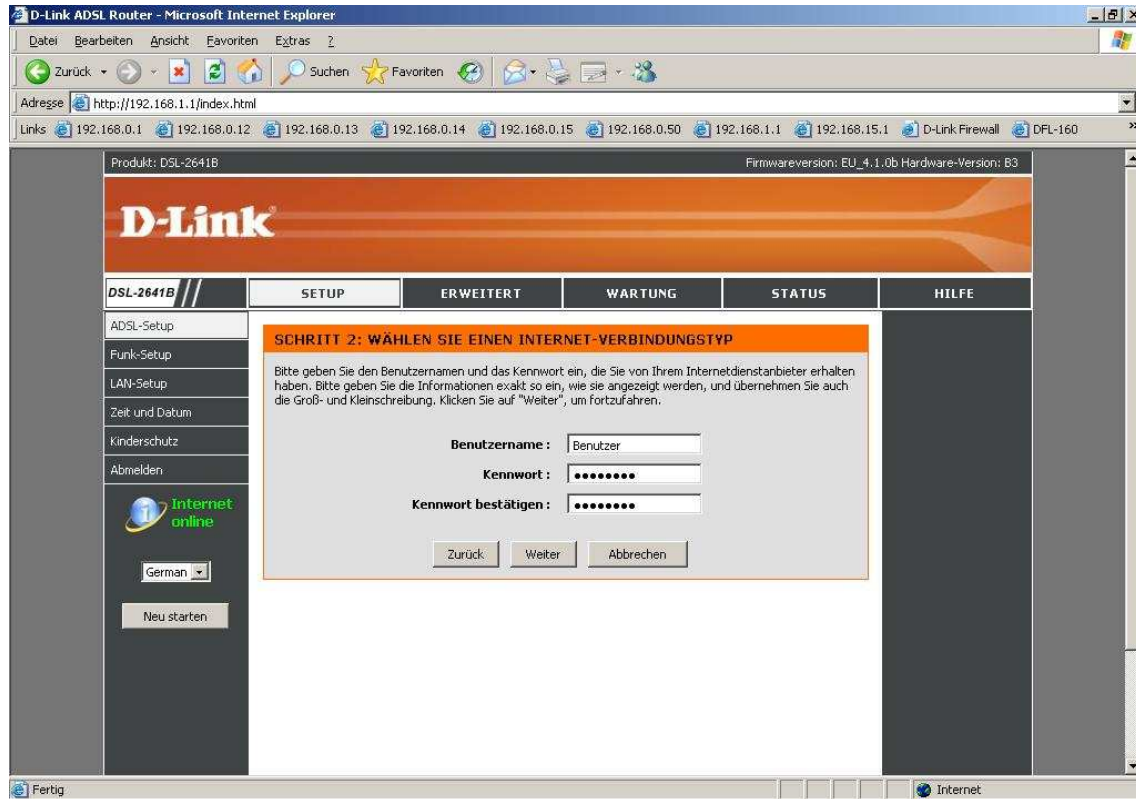 D-Link ADSL Router - Microsoft Internet Explorer
Datei Bearbeiten Ansicht Favoriten Extras ?
Zurück Suchen Favoriten
Adresse http://192.168.1.1/index.html
Links 192.168.0.1 192.168.0.12 192.168.0.13 192.168.0.14 192.168.0.15 192.168.0.50 192.168.1.1 192.168.15.1 D-Link Firewall DFL-160 »
Produkt: DSL-2641B Firmwareversion: EU_4.1.0b Hardware-Version: B3
D-Link
DSL-2641B SETUP ERWEITERT WARTUNG STATUS HILFE
ADSL-Setup
Funk-Setup
LAN-Setup
Zeit und Datum
Kinderschutz
Abmelden
Internet
online
German
Neu starten
SCHRITT 2: WÄHLEN SIE EINEN INTERNET-VERBINDUNGSTYP
Bitte geben Sie den Benutzernamen und das Kennwort ein, die Sie von Ihrem Internetdienstanbieter erhalten
haben. Bitte geben Sie die Informationen exakt so ein, wie sie angezeigt werden, und übernehmen Sie auch
die Groß- und Kleinschreibung. Klicken Sie auf "Weiter", um fortzufahren.
Benutzername : Benutzer
Kennwort : ●●●●●●●●
Kennwort bestätigen : ●●●●●●●●
Zurück Weiter Abbrechen
Fertig Internet